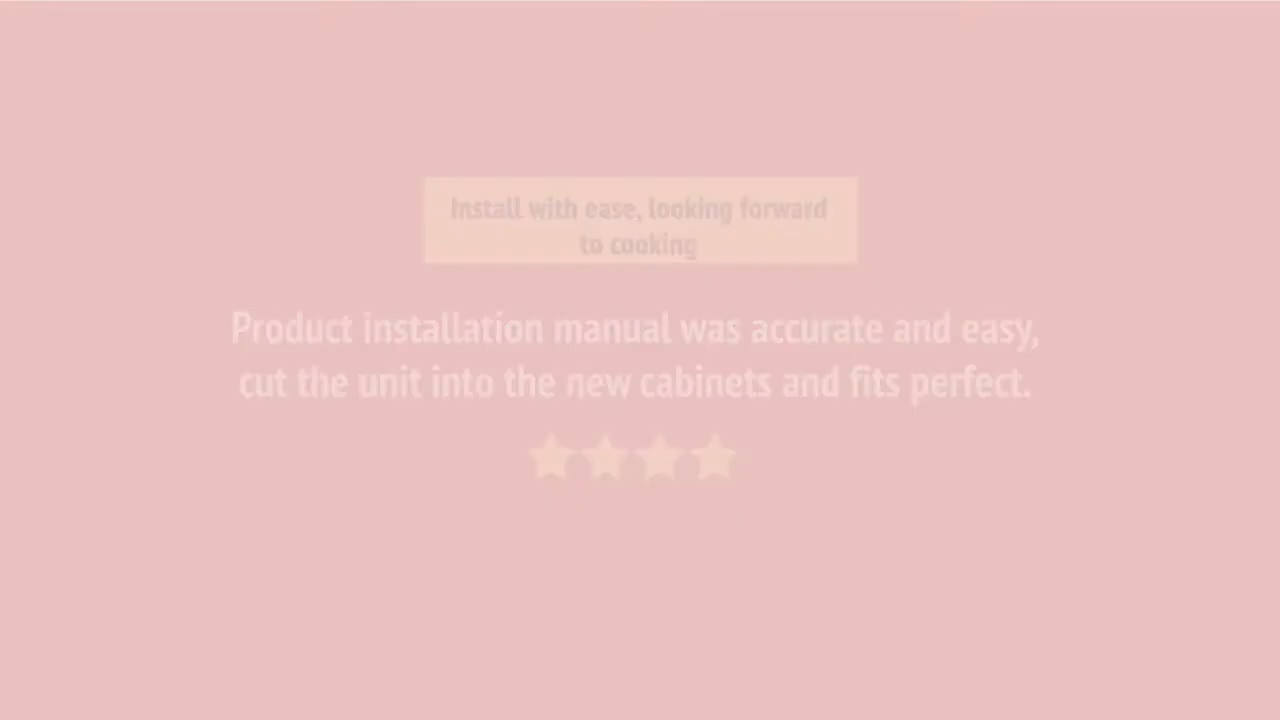 Install with ease, looking forward
to cooking
Product installation manual was accurate and easy,
cut the unit into the new cabinets and fits perfect.